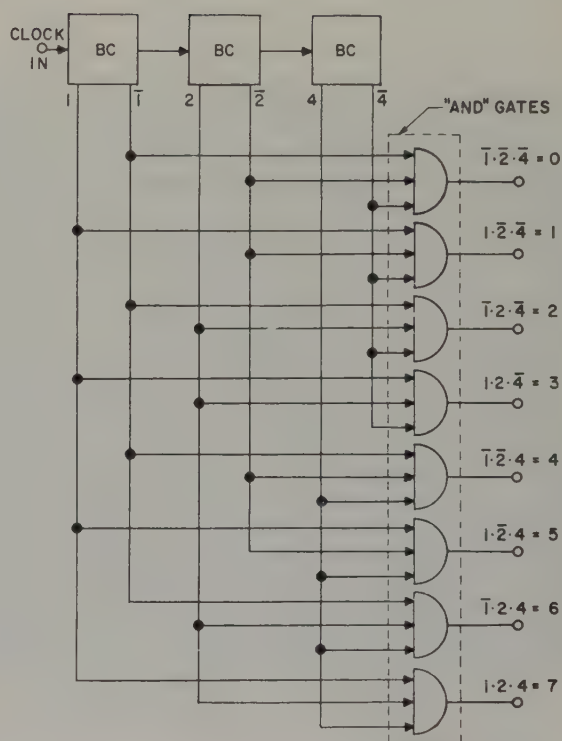 CLOCK
IN
BC
BC
BC
1
1̅
2
2̅
4
4̅
"AND" GATES
1̅·2̅·4̅ = 0
1·2̅·4̅ = 1
1̅·2·4̅ = 2
1·2·4̅ = 3
1̅·2̅·4 = 4
1·2̅·4 = 5
1̅·2·4 = 6
1·2·4 = 7